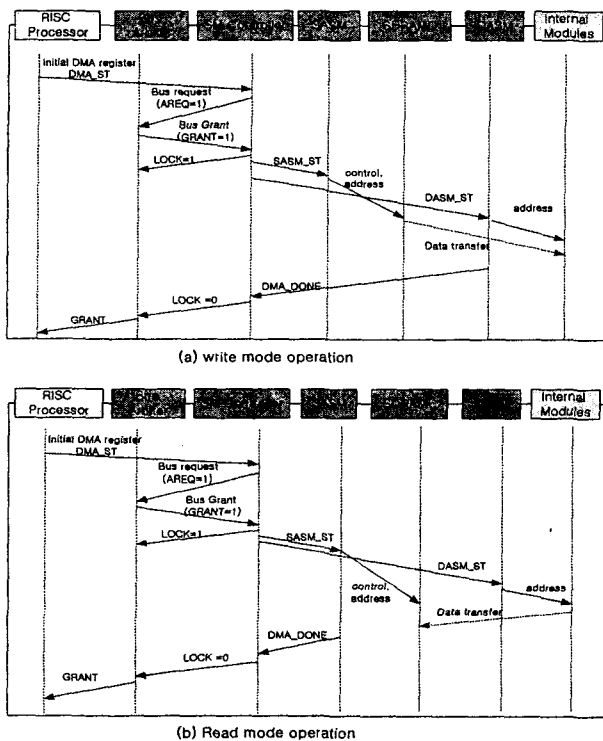 RISC
Processor
Internal
Modules
Initial DMA register
DMA_ST
Bus request
(AREQ=1)
Bus Grant
(GRANT=1)
LOCK=1
SASM_ST
control,
address
DASM_ST
address
Data transfer
DMA_DONE
LOCK =0
GRANT
(a) write mode operation
RISC
Processor
Internal
Modules
Initial DMA register
DMA_ST
Bus request
(AREQ=1)
Bus Grant
(GRANT=1)
LOCK=1
SASM_ST
DASM_ST
control,
address
address
Data transfer
DMA_DONE
LOCK =0
GRANT
(b) Read mode operation